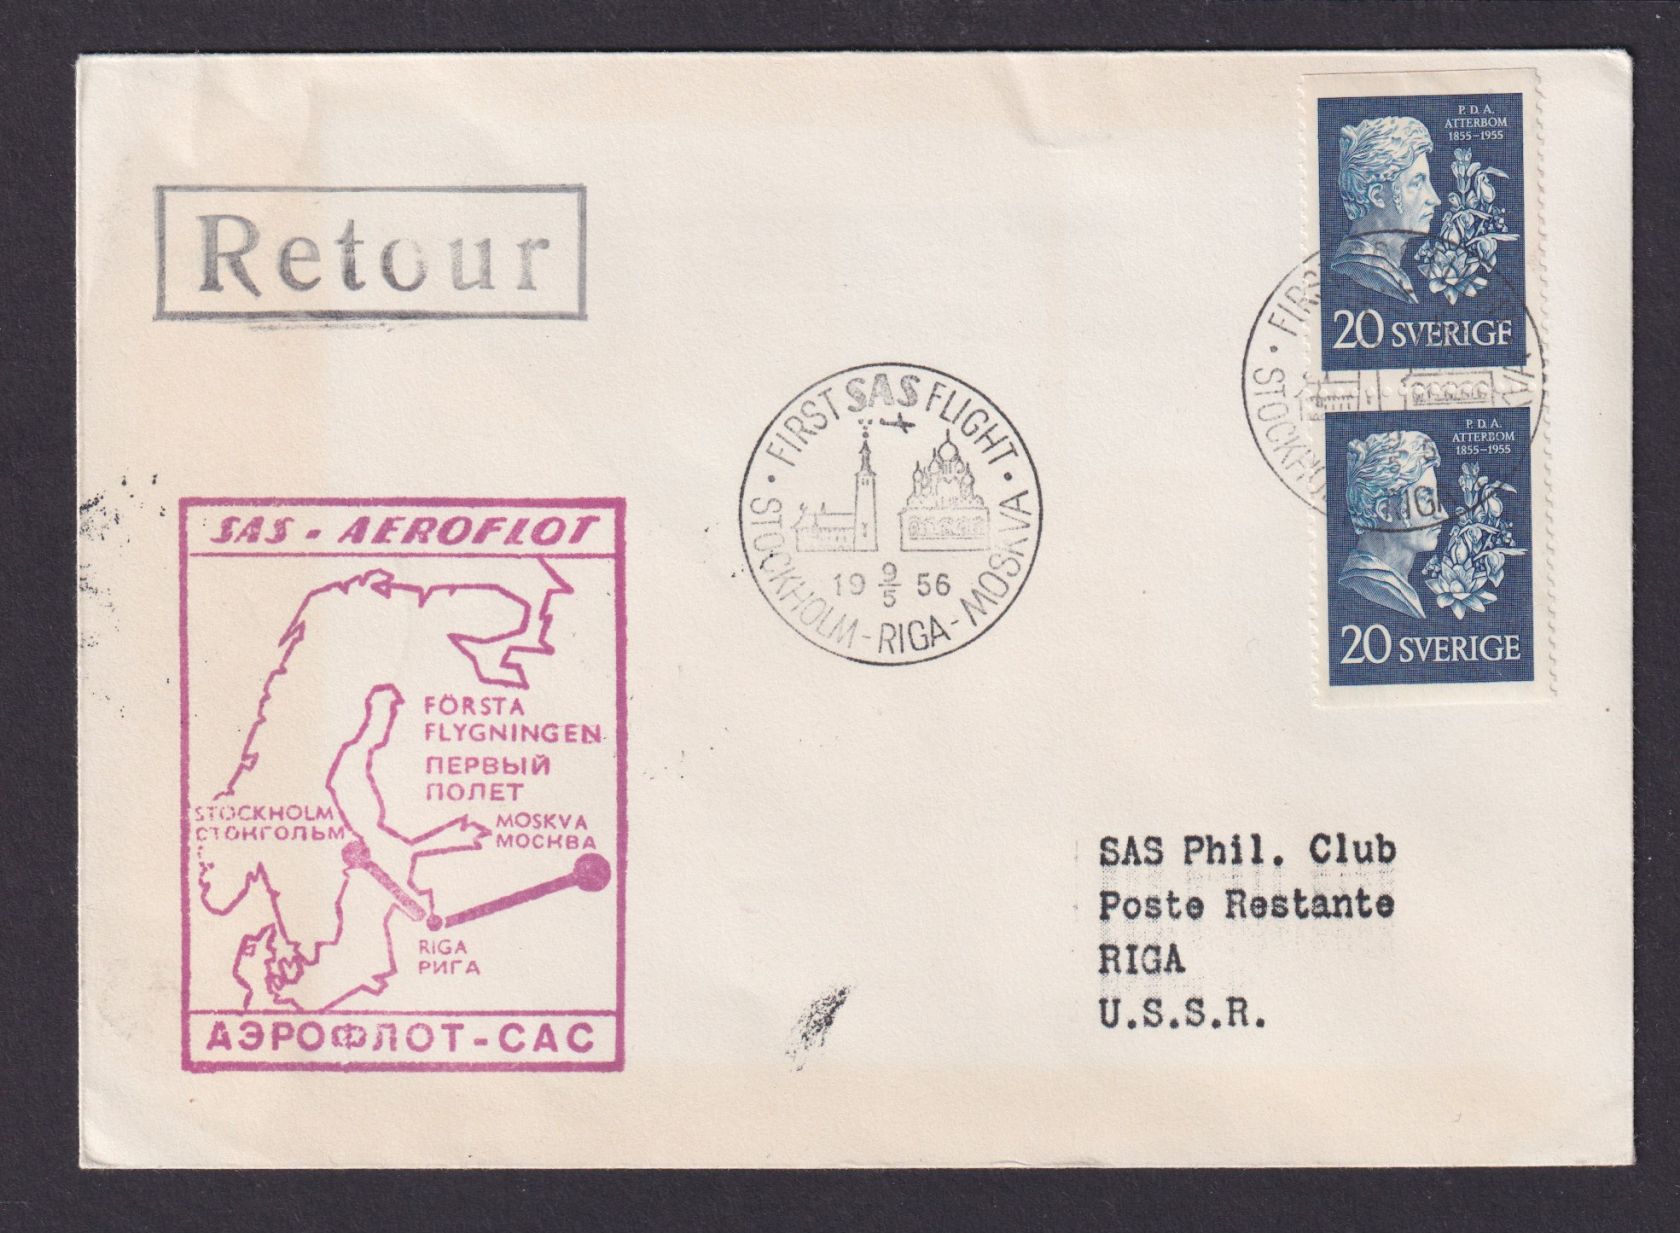 Retour
P. D. A.
ATTERBOM
1855-1955
20 SVERIGE
P. D. A.
ATTERBOM
1855-1955
20 SVERIGE
FIRST SAS FLIGHT
STOCKHOLM-RIGA-MOSKVA
19 9/5 56
SAS - AEROFLOT
FÖRSTA
FLYGNINGEN
ПЕРВЫЙ
ПОЛЕТ
STOCKHOLM
СТОКГОЛЬМ
MOSKVA
МОСКВА
RIGA
РИГА
АЭРОФЛОТ-САС
SAS Phil. Club
Poste Restante
RIGA
U.S.S.R.